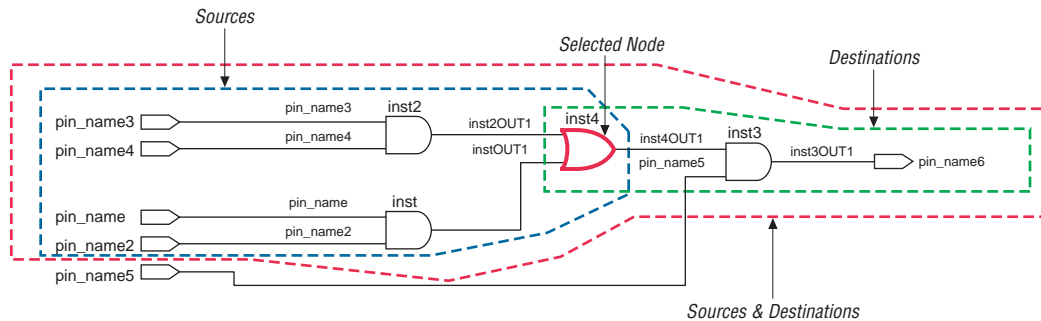 Sources
Selected Node
Destinations
pin_name3
pin_name3
inst2
inst4
inst3
pin_name4
pin_name4
inst2OUT1
instOUT1
inst4OUT1
inst3OUT1
pin_name5
pin_name6
pin_name
pin_name
inst
pin_name2
pin_name2
pin_name5
Sources & Destinations